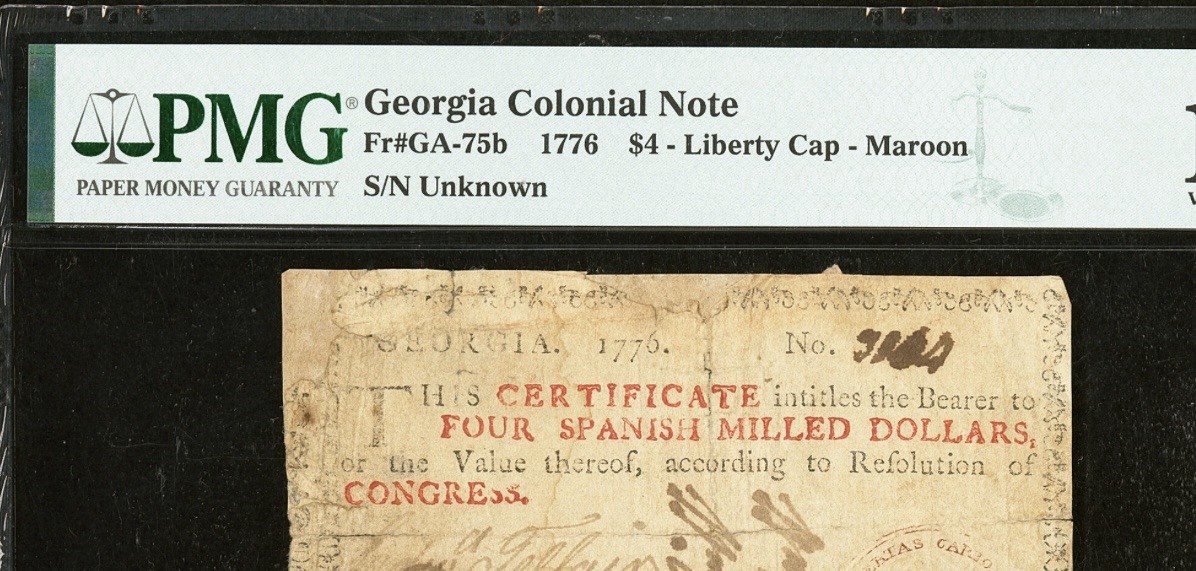 PMG®
PAPER MONEY GUARANTY
Georgia Colonial Note
Fr#GA-75b 1776 $4 - Liberty Cap - Maroon
S/N Unknown
GEORGIA. 1776. No.
THIS CERTIFICATE intitles the Bearer to
FOUR SPANISH MILLED DOLLARS,
or the Value thereof, according to Reſolution of
CONGRESS.